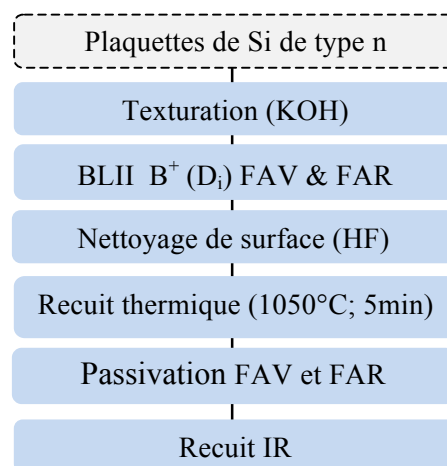 Plaquettes de Si de type n
Texturation (KOH)
BLII B⁺ (Dᵢ) FAV & FAR
Nettoyage de surface (HF)
Recuit thermique (1050°C; 5min)
Passivation FAV et FAR
Recuit IR